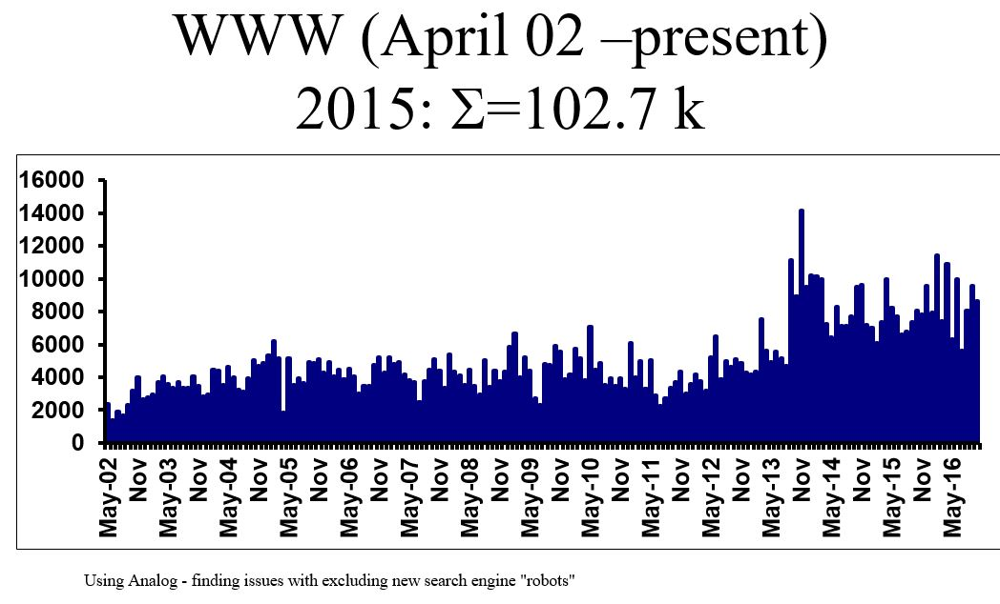 WWW (April 02 –present)
2015: Σ=102.7 k
16000
14000
12000
10000
8000
6000
4000
2000
0
May-02
Nov
May-03
Nov
May-04
Nov
May-05
Nov
May-06
Nov
May-07
Nov
May-08
Nov
May-09
Nov
May-10
Nov
May-11
Nov
May-12
Nov
May-13
Nov
May-14
Nov
May-15
Nov
May-16
Using Analog - finding issues with excluding new search engine "robots"